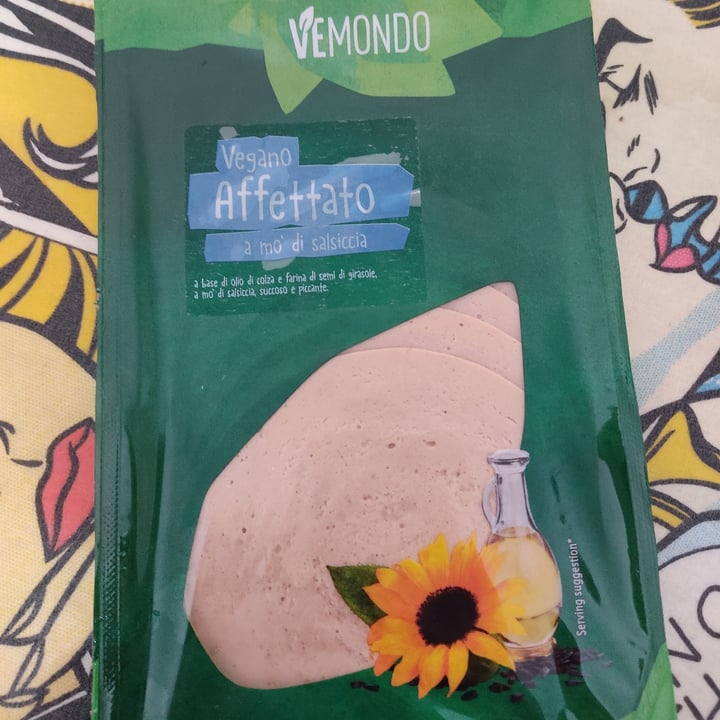 VEMONDO
Vegano
Affettato
a mo' di salsiccia
a base di olio di colza e farina di semi di girasole,
a mo' di salsiccia, succoso e piccante.
Serving suggestion*